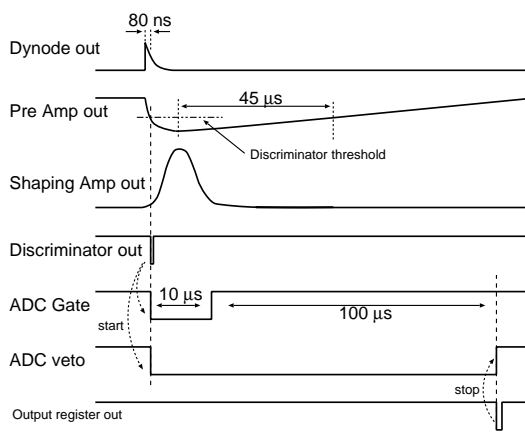 80 ns
Dynode out
Pre Amp out
45 μs
Discriminator threshold
Shaping Amp out
Discriminator out
ADC Gate
10 μs
100 μs
start
ADC veto
stop
Output register out